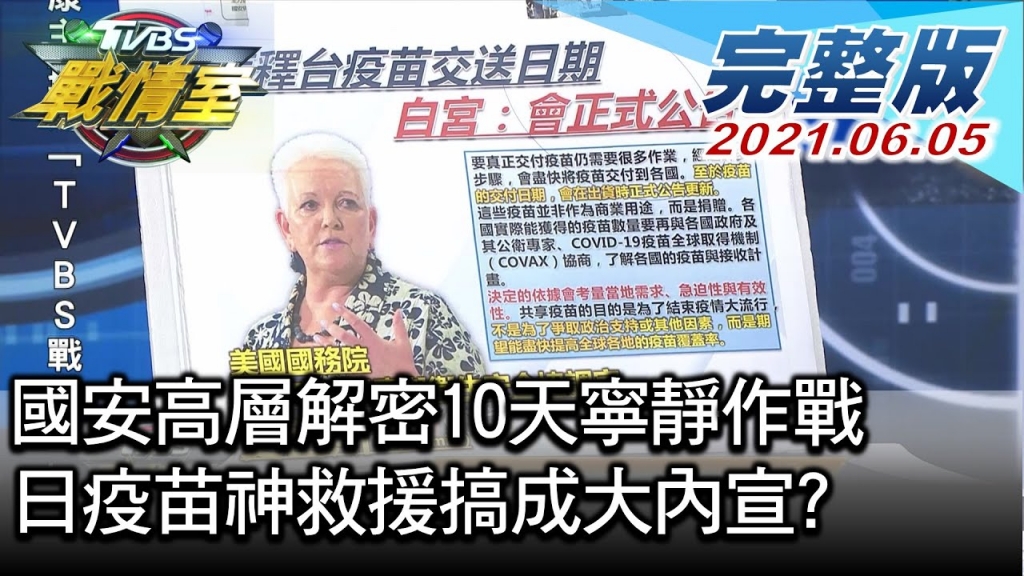 TVBS
戰情室
釋台疫苗交送日期
白宮：會正式公
完整版
2021.06.05
「TVBS戰
要真正交付疫苗仍需要很多作業，
步驟，會盡快將疫苗交付到各國。至於疫苗
的交付日期，會在出貨時正式公告更新。
這些疫苗並非作為商業用途，而是捐贈。各
國實際能獲得的疫苗數量要再與各國政府及
其公衛專家、COVID-19疫苗全球取得機制
（COVAX）協商，了解各國的疫苗與接收計
畫。
決定的依據會考量當地需求、急迫性與有效
性。共享疫苗的目的是為了結束疫情大流行，
不是為了爭取政治支持或其他因素，而是期
望能盡快提高全球各地的疫苗覆蓋率。
004
美國國務院
國安高層解密10天寧靜作戰
日疫苗神救援搞成大內宣?